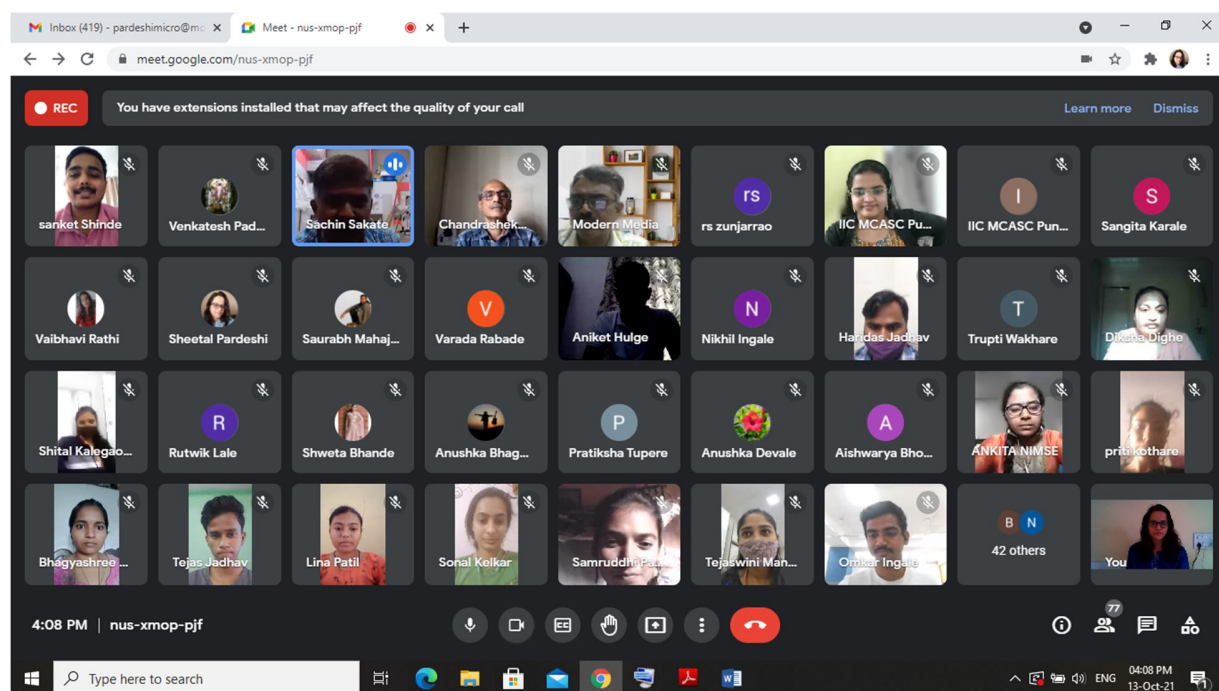 Inbox (419) - pardeshimicro@mo
Meet - nus-xmop-pjf
meet.google.com/nus-xmop-pjf
REC
You have extensions installed that may affect the quality of your call
Learn more
Dismiss
sanket Shinde
Venkatesh Pad...
Sachin Sakate
Chandrashek...
Modern Media
rs
rs zunjarrao
IIC MCASC Pu...
I
IIC MCASC Pun...
S
Sangita Karale
Vaibhavi Rathi
Sheetal Pardeshi
Saurabh Mahaj...
V
Varada Rabade
Aniket Hulge
N
Nikhil Ingale
Haridas Jadhav
T
Trupti Wakhare
Diksha Dighe
Shital Kalegao...
R
Rutwik Lale
Shweta Bhande
Anushka Bhag...
P
Pratiksha Tupere
Anushka Devale
A
Aishwarya Bho...
ANKITA NIMSE
priti kothare
Bhagyashree ...
Tejas Jadhav
Lina Patil
Sonal Kelkar
Samruddhi Pa...
Tejaswini Man...
Omkar Ingale
B N
42 others
You
4:08 PM | nus-xmop-pjf
CC
77
Type here to search
ENG
04:08 PM
13-Oct-21
1